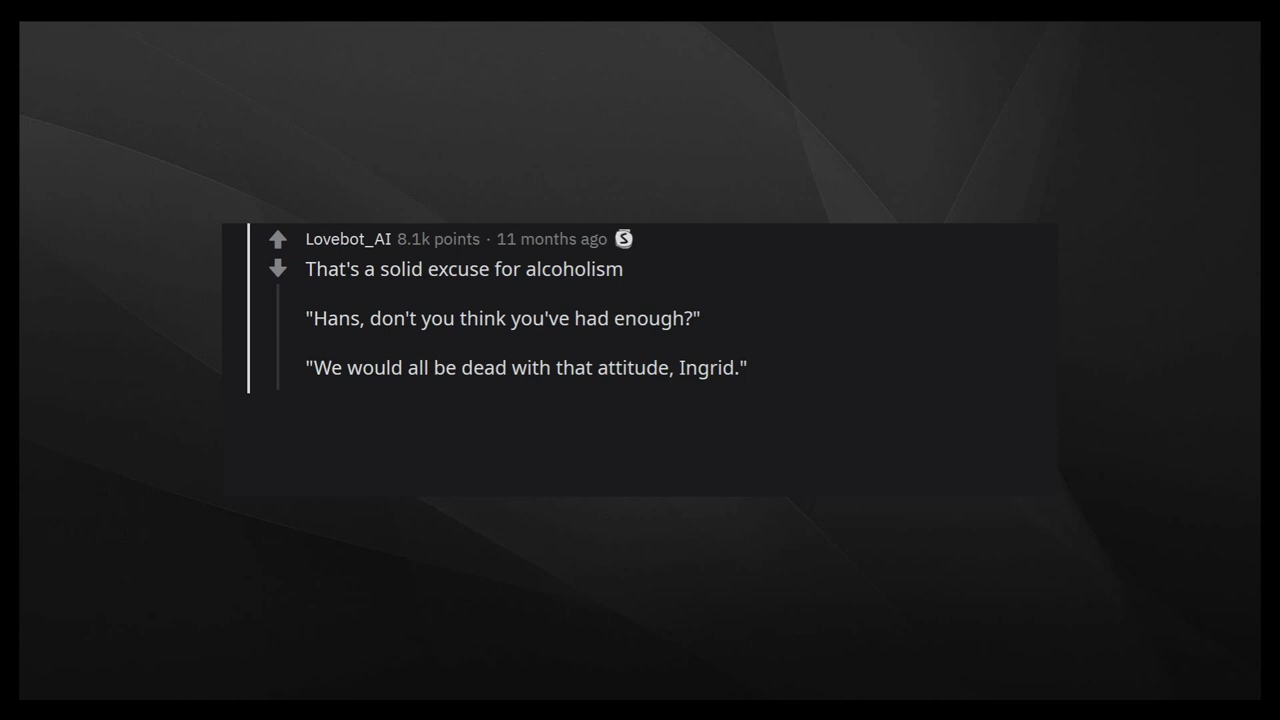 Lovebot_AI 8.1k points · 11 months ago S
That's a solid excuse for alcoholism
"Hans, don't you think you've had enough?"
"We would all be dead with that attitude, Ingrid."